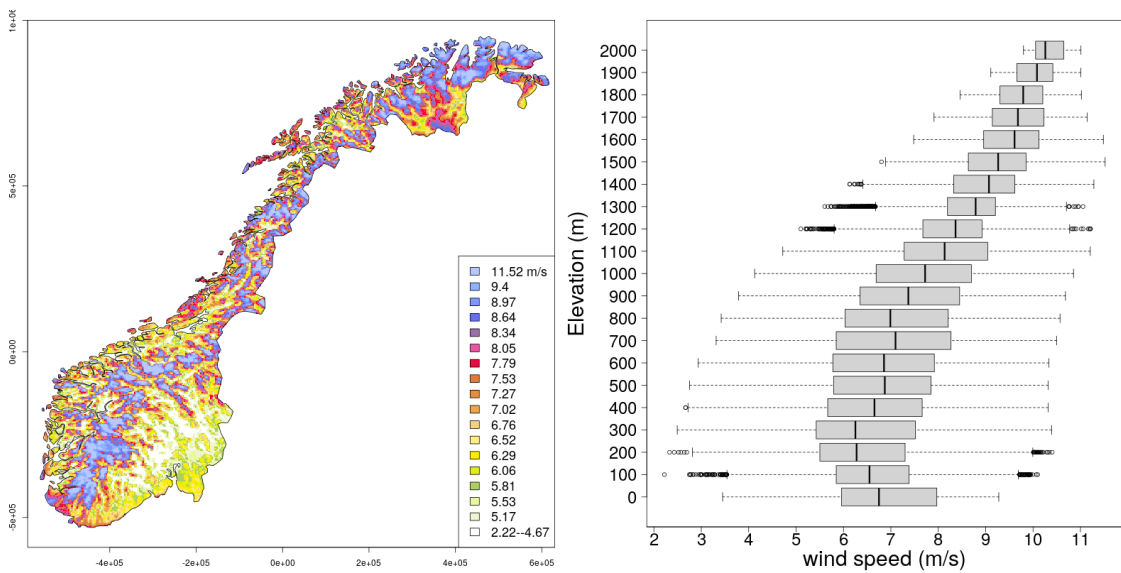 1e+06
5e+05
0e+00
-5e+05
-4e+05
-2e+05
0e+00
2e+05
4e+05
6e+05
11.52 m/s
9.4
8.97
8.64
8.34
8.05
7.79
7.53
7.27
7.02
6.76
6.52
6.29
6.06
5.81
5.53
5.17
2.22--4.67
Elevation (m)
2000
1900
1800
1700
1600
1500
1400
1300
1200
1100
1000
900
800
700
600
500
400
300
200
100
0
2 3 4 5 6 7 8 9 10 11
wind speed (m/s)